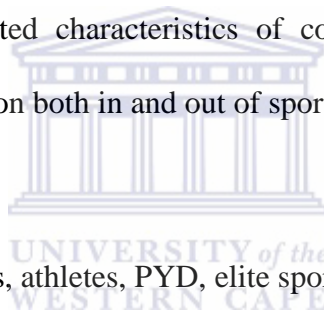 ted characteristics of co
on both in and out of spor
s, athletes, PYD, elite spor
UNIVERSITY of the
WESTERN CAPE